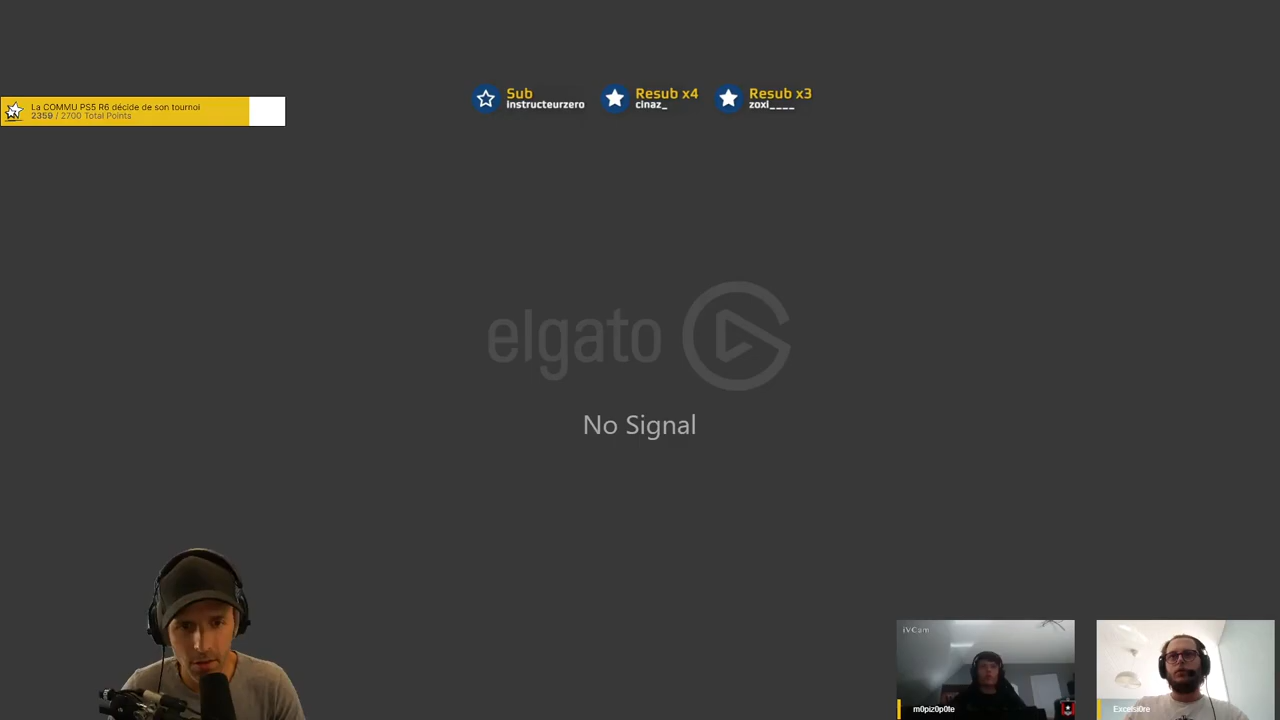 Sub
instructeurzero
Resub x4
cinaz_
Resub x3
zoxi____
La COMMU PS5 R6 décide de son tournoi
2359 / 2700 Total Points
elgato
No Signal
iVCam
m0piz0p0te
Excelsi0re